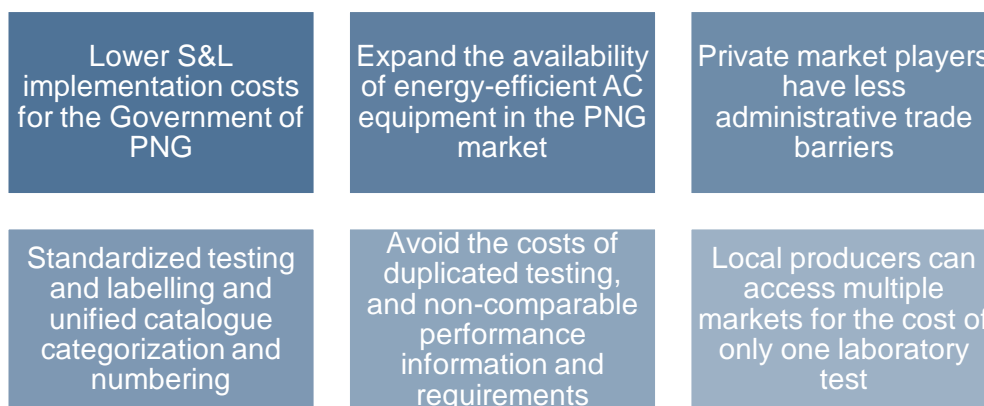 Lower S&L
implementation costs
for the Government of
PNG
Expand the availability
of energy-efficient AC
equipment in the PNG
market
Private market players
have less
administrative trade
barriers
Standardized testing
and labelling and
unified catalogue
categorization and
numbering
Avoid the costs of
duplicated testing,
and non-comparable
performance
information and
requirements
Local producers can
access multiple
markets for the cost of
only one laboratory
test